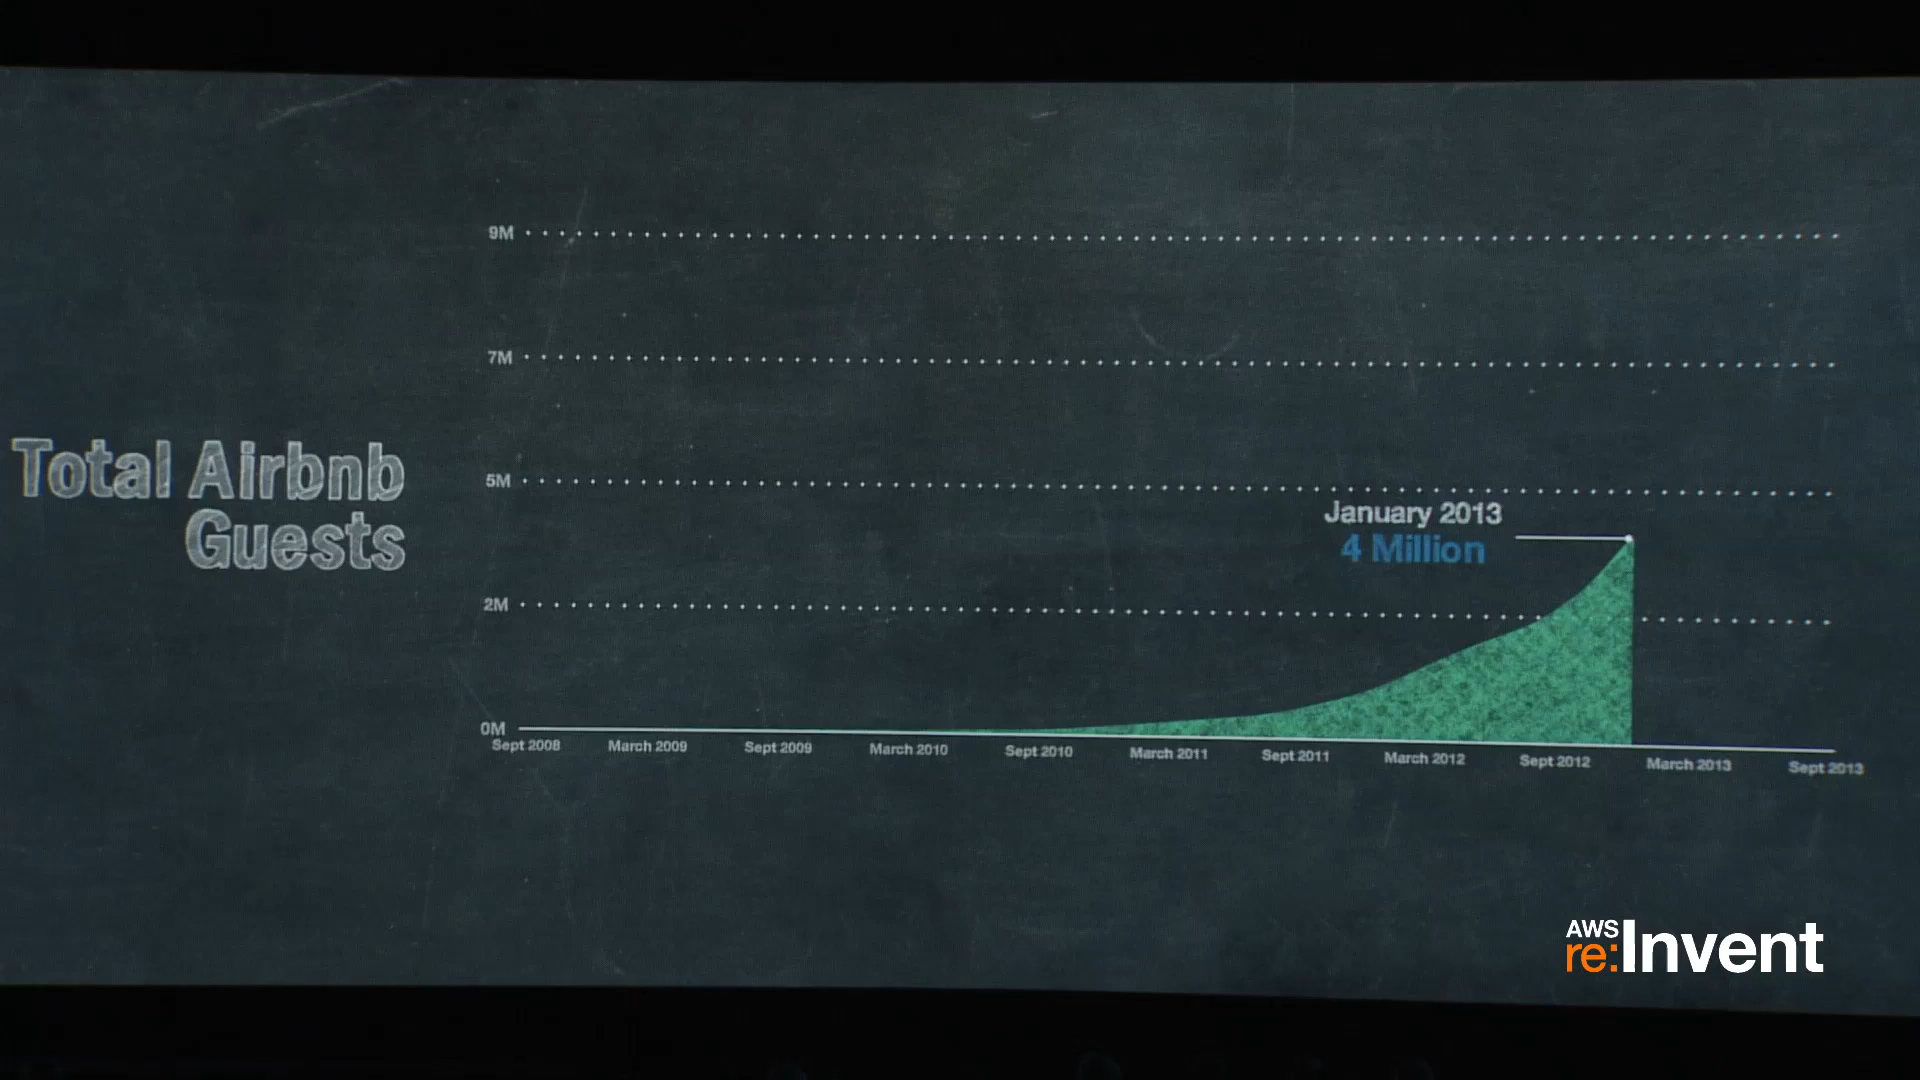 Total Airbnb
Guests
9M
7M
5M
January 2013
4 Million
2M
0M
Sept 2008 March 2009 Sept 2009 March 2010 Sept 2010 March 2011 Sept 2011 March 2012 Sept 2012 March 2013 Sept 2013
AWS
re:Invent